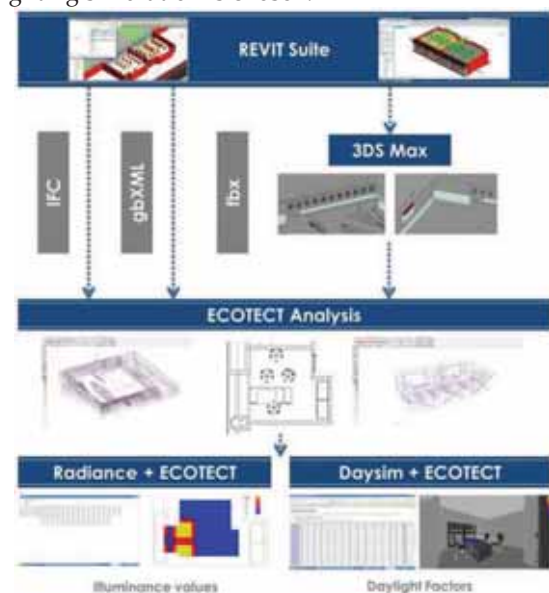 REVIT Suite
IFC
gbXML
fbx
3DS Max
ECOTECT Analysis
Radiance + ECOTECT
Daysim + ECOTECT
Illuminance values
Daylight Factors